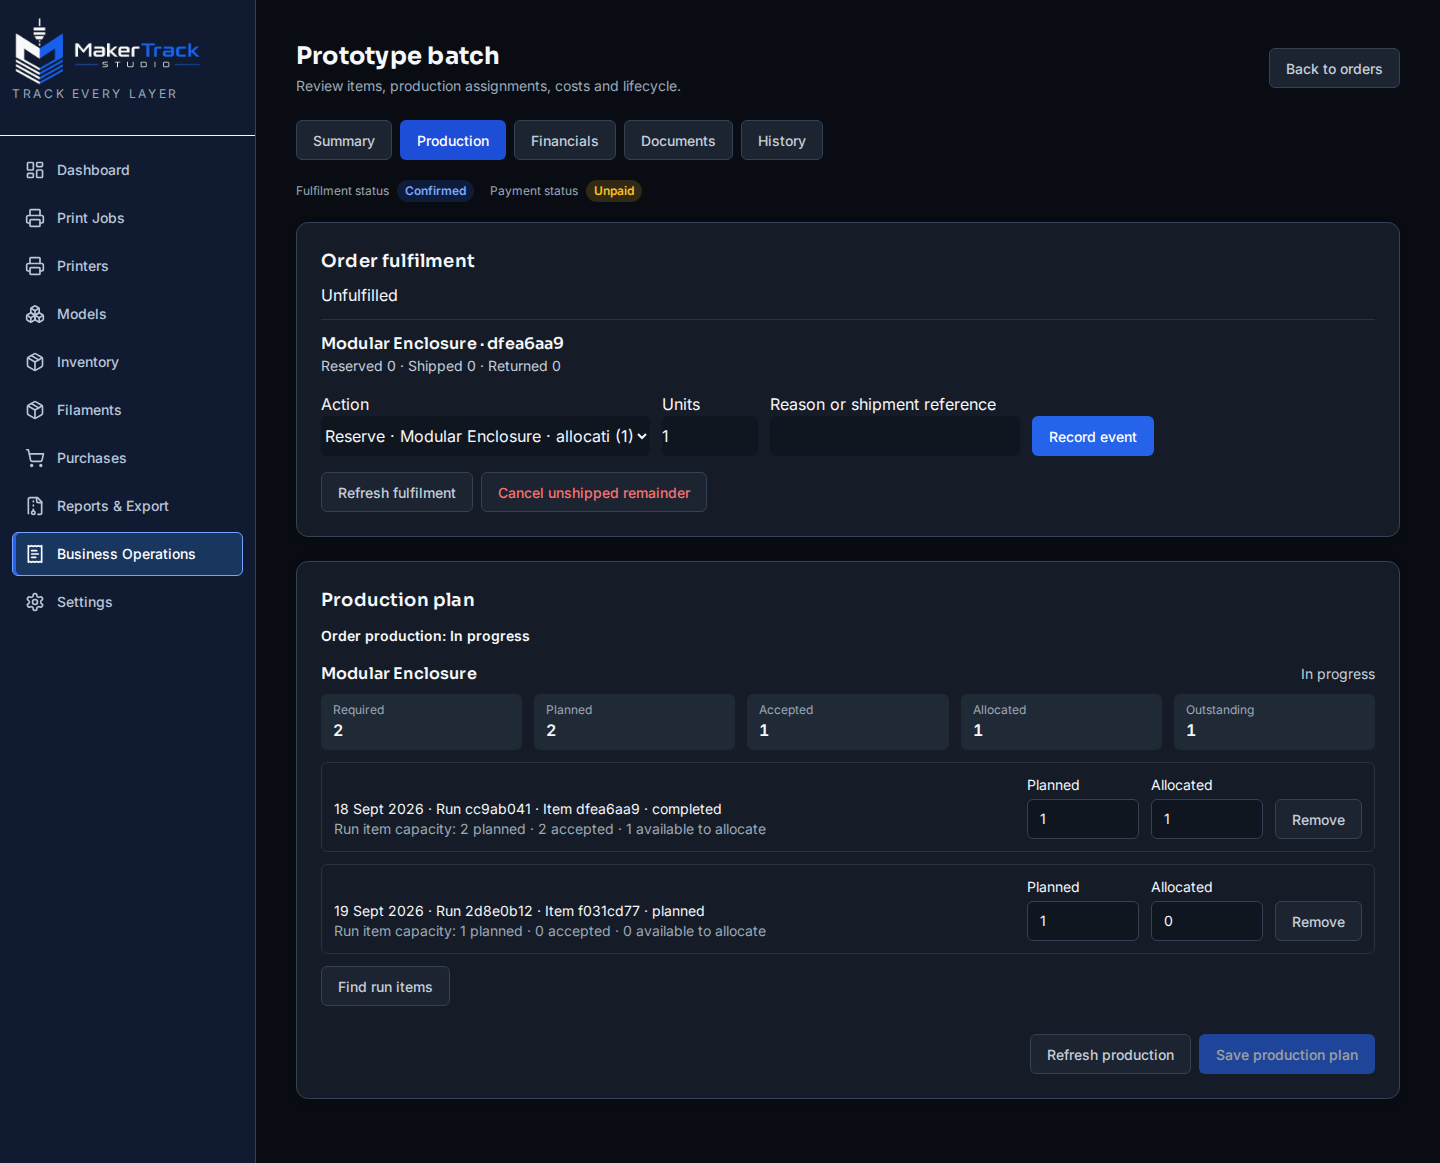 MakerTrack
STUDIO
TRACK EVERY LAYER
Dashboard
Print Jobs
Printers
Models
Inventory
Filaments
Purchases
Reports & Export
Business Operations
Settings
Prototype batch
Review items, production assignments, costs and lifecycle.
Back to orders
Summary
Production
Financials
Documents
History
Fulfilment status
Confirmed
Payment status
Unpaid
Order fulfilment
Unfulfilled
Modular Enclosure · dfea6aa9
Reserved 0 · Shipped 0 · Returned 0
Action
Units
Reason or shipment reference
Reserve · Modular Enclosure · allocati (1)
1
Record event
Refresh fulfilment
Cancel unshipped remainder
Production plan
Order production: In progress
Modular Enclosure
In progress
Required
2
Planned
2
Accepted
1
Allocated
1
Outstanding
1
Planned
Allocated
18 Sept 2026 · Run cc9ab041 · Item dfea6aa9 · completed
Run item capacity: 2 planned · 2 accepted · 1 available to allocate
1
1
Remove
Planned
Allocated
19 Sept 2026 · Run 2d8e0b12 · Item f031cd77 · planned
Run item capacity: 1 planned · 0 accepted · 0 available to allocate
1
0
Remove
Find run items
Refresh production
Save production plan